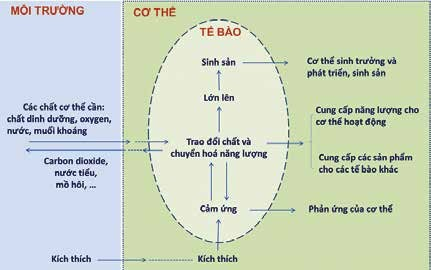 MÔI TRƯỜNG
CƠ THỂ
TẾ BÀO
Sinh sản
Cơ thể sinh trưởng và
phát triển, sinh sản
Lớn lên
Các chất cơ thể cần:
chất dinh dưỡng, oxygen,
nước, muối khoáng
Trao đổi chất và
chuyển hoá năng lượng
Cung cấp năng lượng cho
cơ thể hoạt động
Cung cấp các sản phẩm
cho các tế bào khác
Carbon dioxide,
nước tiểu,
mồ hôi, ...
Cảm ứng
Phản ứng của cơ thể
Kích thích
Kích thích